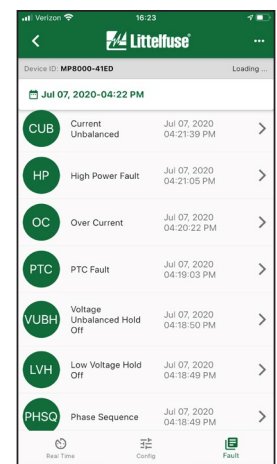 Verizon 16:23
Littelfuse
Device ID: MP8000-41ED Loading ...
Jul 07, 2020-04:22 PM
CUB Current Unbalanced Jul 07, 2020 04:21:39 PM
HP High Power Fault Jul 07, 2020 04:21:05 PM
OC Over Current Jul 07, 2020 04:20:22 PM
PTC PTC Fault Jul 07, 2020 04:19:03 PM
VUBH Voltage Unbalanced Hold Off Jul 07, 2020 04:18:50 PM
LVH Low Voltage Hold Off Jul 07, 2020 04:18:49 PM
PHSQ Phase Sequence Jul 07, 2020 04:18:49 PM
Real Time Config Fault